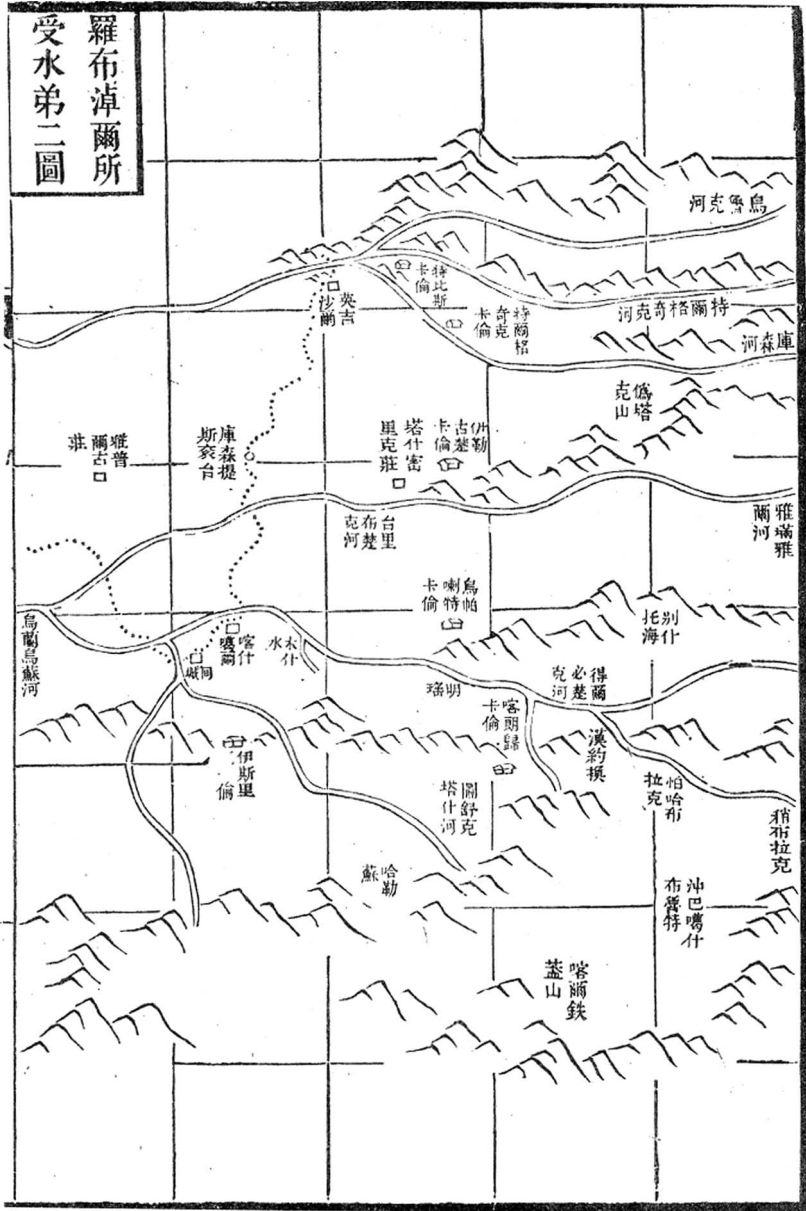 羅布淖爾所
受水弟二圖
烏魯克河
特爾格奇克河
庫森河
特比斯
卡倫
英吉
沙爾
特爾格
奇克
卡倫
塔
克山
伊勒
古楚
卡倫
塔什密
里克莊
庫森提
斯袞台
雅普
爾古
莊
雅璊雅
爾河
台里
布楚
克河
烏帕
喇特
卡倫
別什
托海
得爾
必楚
克河
明瑤
木什
水
喀什
噶爾
回城
烏蘭烏蘇河
喀朗歸
卡倫
漢約
帕哈布
拉克
稍布拉克
伊斯里
倫
圖舒克
塔什河
哈勒
蘇
沖巴噶什
布魯特
喀爾鉄
葢山